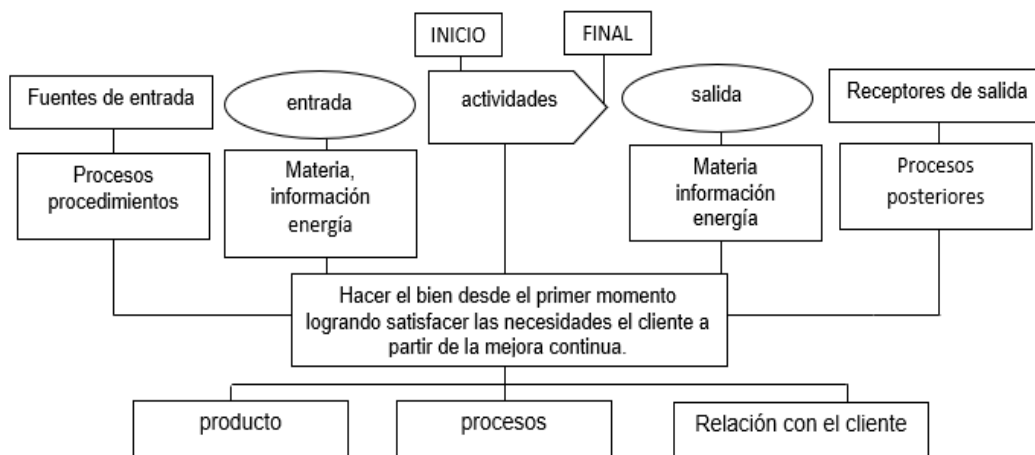 INICIO
FINAL
Fuentes de entrada
entrada
actividades
salida
Receptores de salida
Procesos
procedimientos
Materia,
información
energía
Materia
información
energía
Procesos
posteriores
Hacer el bien desde el primer momento
logrando satisfacer las necesidades el cliente a
partir de la mejora continua.
producto
procesos
Relación con el cliente